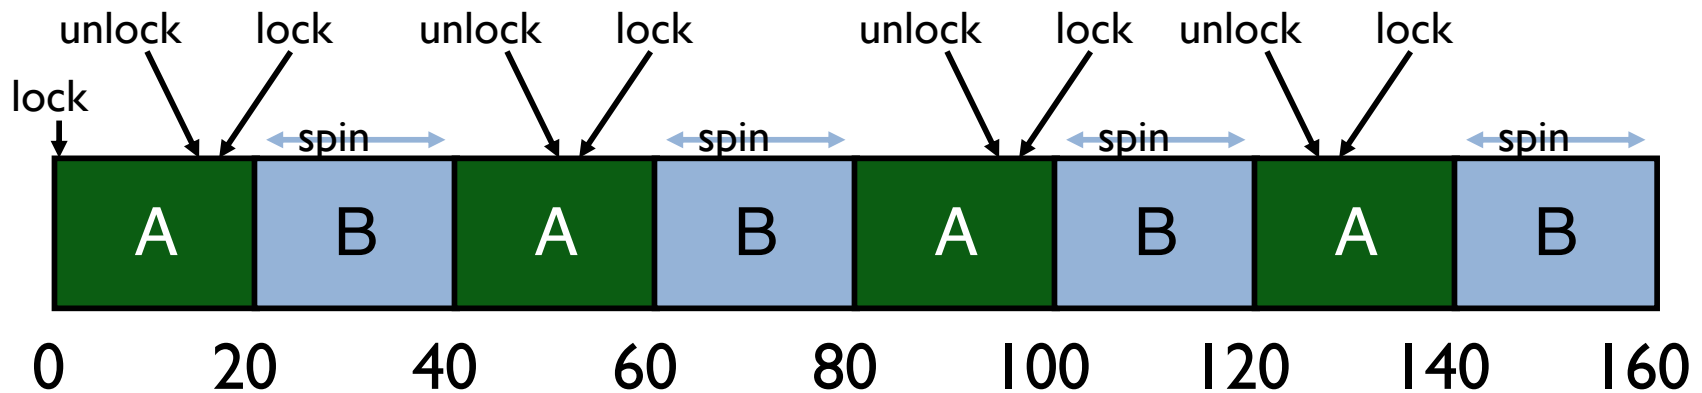 unlock lock unlock lock unlock lock unlock lock
lock
spin spin spin spin
A B A B A B A B
0 20 40 60 80 100 120 140 160